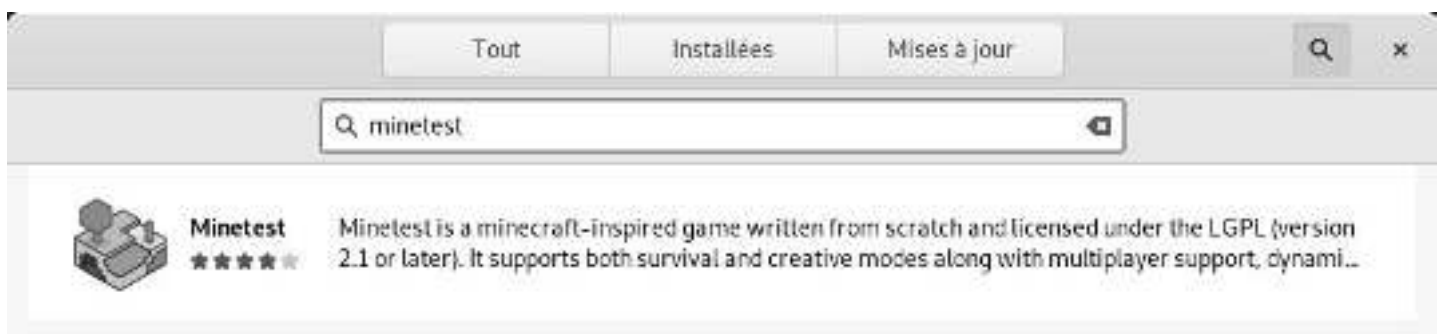 Tout Installées Mises à jour
minetest
Minetest
Minetest is a minecraft-inspired game written from scratch and licensed under the LGPL (version
2.1 or later). It supports both survival and creative modes along with multiplayer support, dynami...